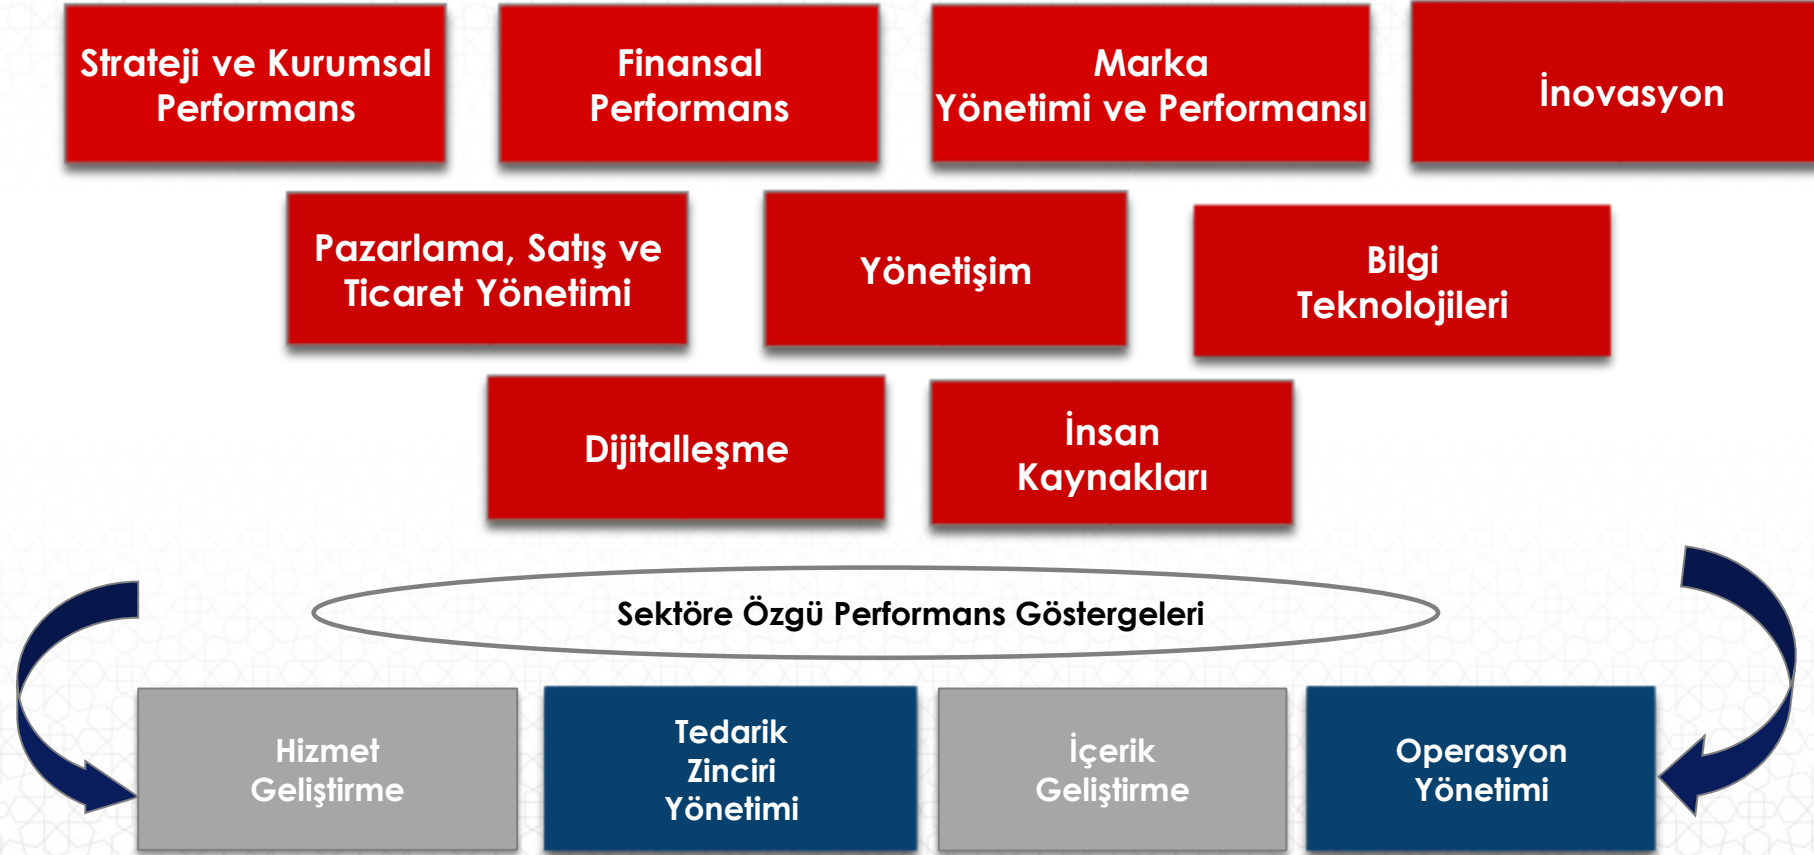 Strateji ve Kurumsal
Performans
Finansal
Performans
Marka
Yönetimi ve Performansı
İnovasyon
Pazarlama, Satış ve
Ticaret Yönetimi
Yönetişim
Bilgi
Teknolojileri
Dijitalleşme
İnsan
Kaynakları
Sektöre Özgü Performans Göstergeleri
Hizmet
Geliştirme
Tedarik
Zinciri
Yönetimi
İçerik
Geliştirme
Operasyon
Yönetimi